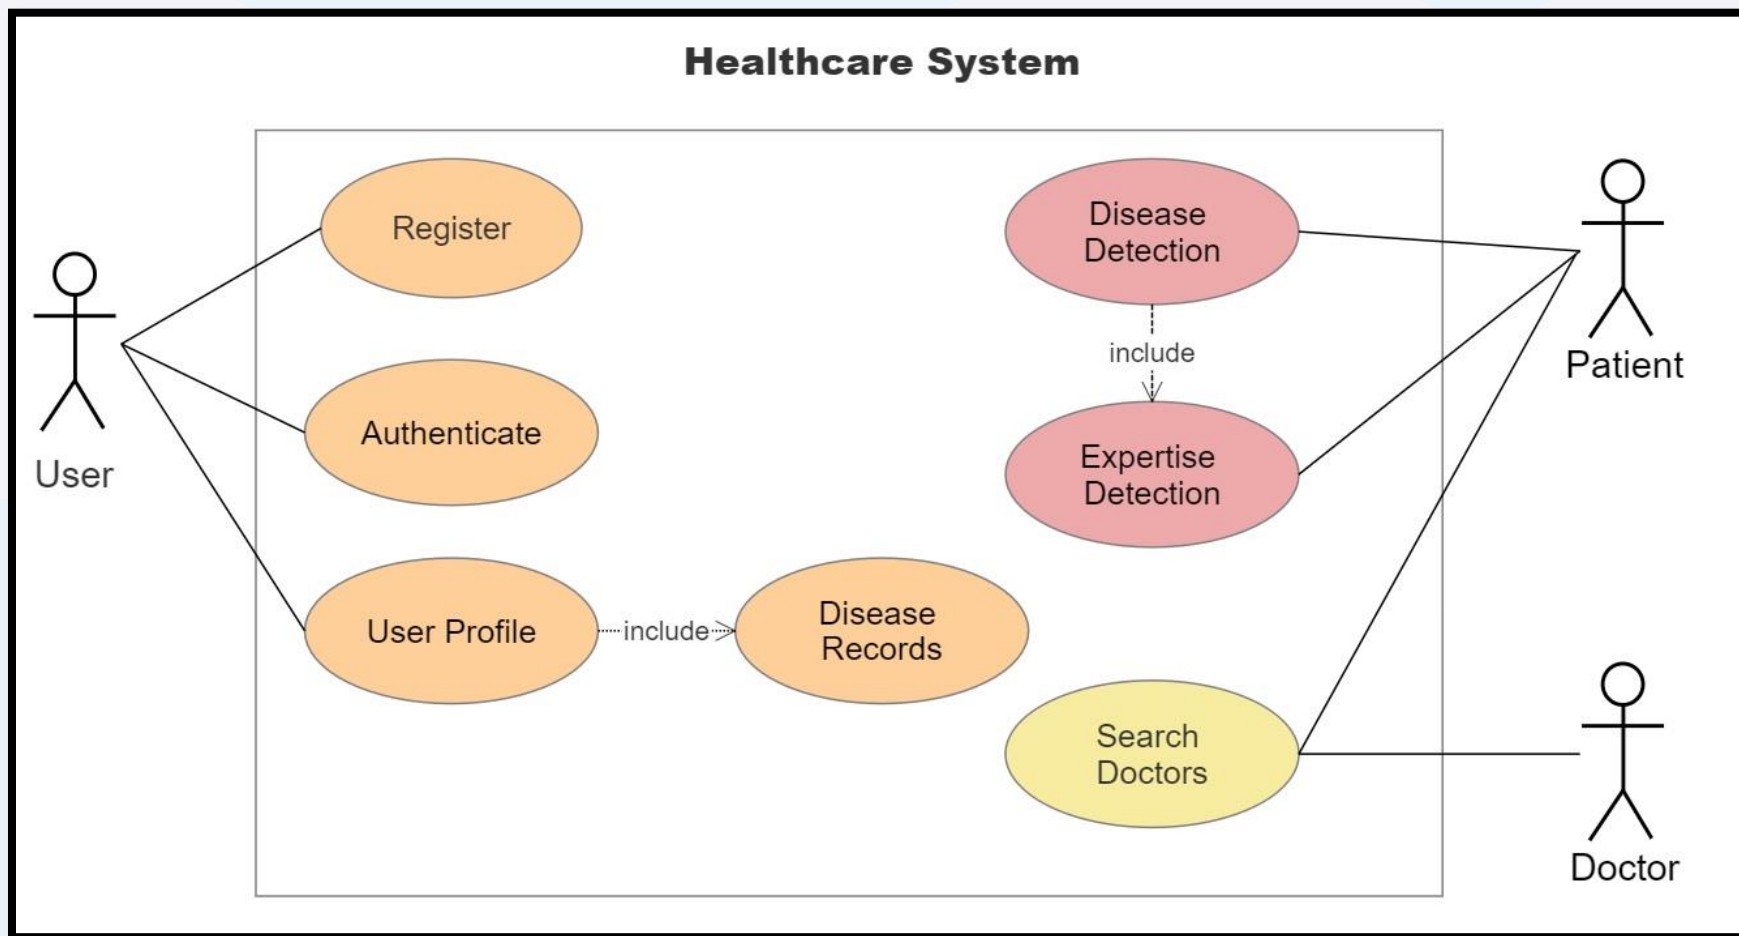 Healthcare System
Register
Authenticate
User Profile
include
Disease
Records
Disease
Detection
include
Expertise
Detection
Search
Doctors
User
Patient
Doctor